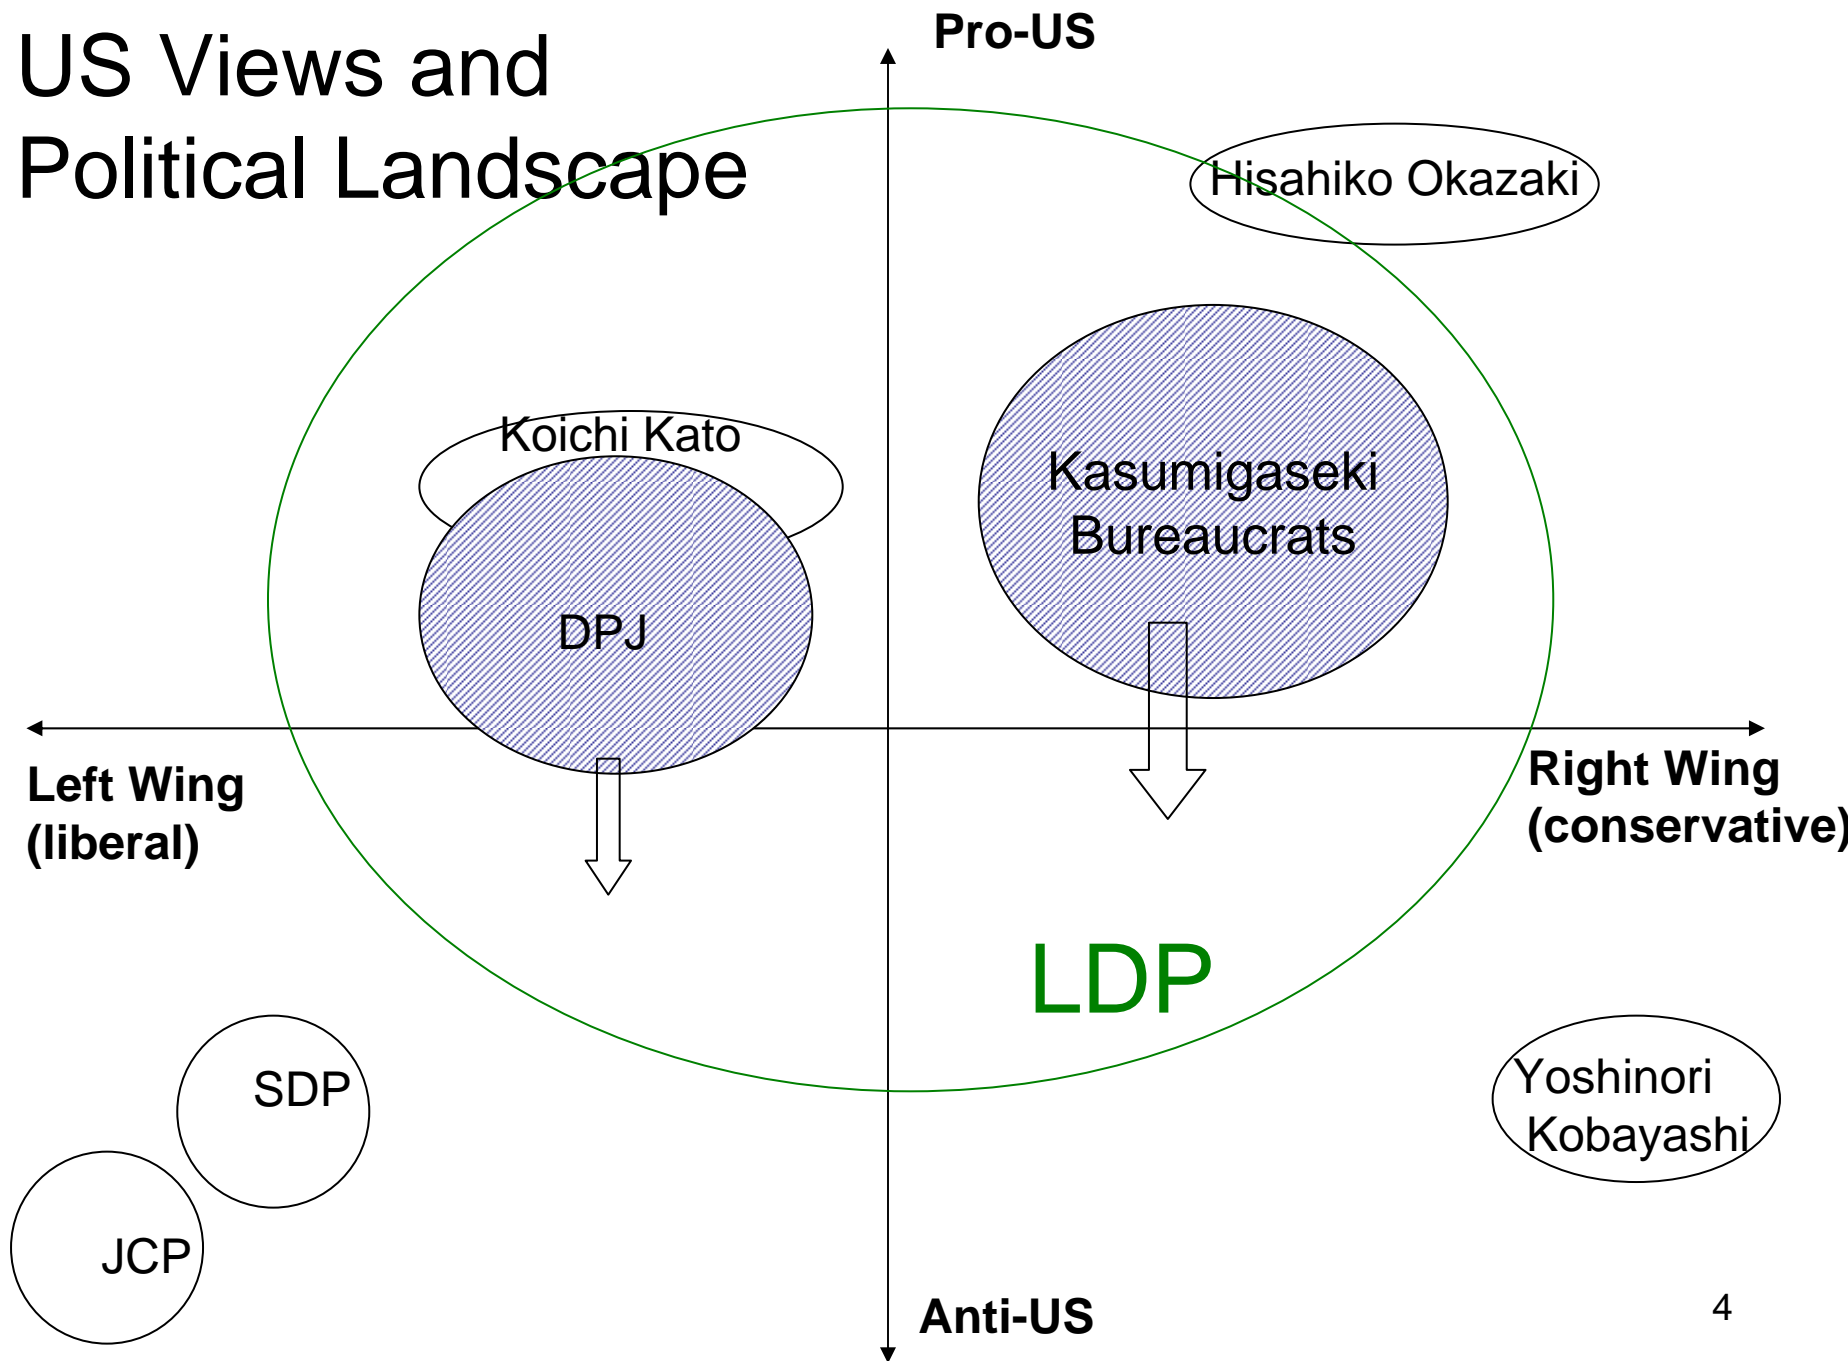 US Views and
Political Landscape
Pro-US
Hisahiko Okazaki
Koichi Kato
Kasumigaseki
Bureaucrats
DPJ
Left Wing
(liberal)
Right Wing
(conservative)
LDP
SDP
Yoshinori
Kobayashi
JCP
Anti-US
4